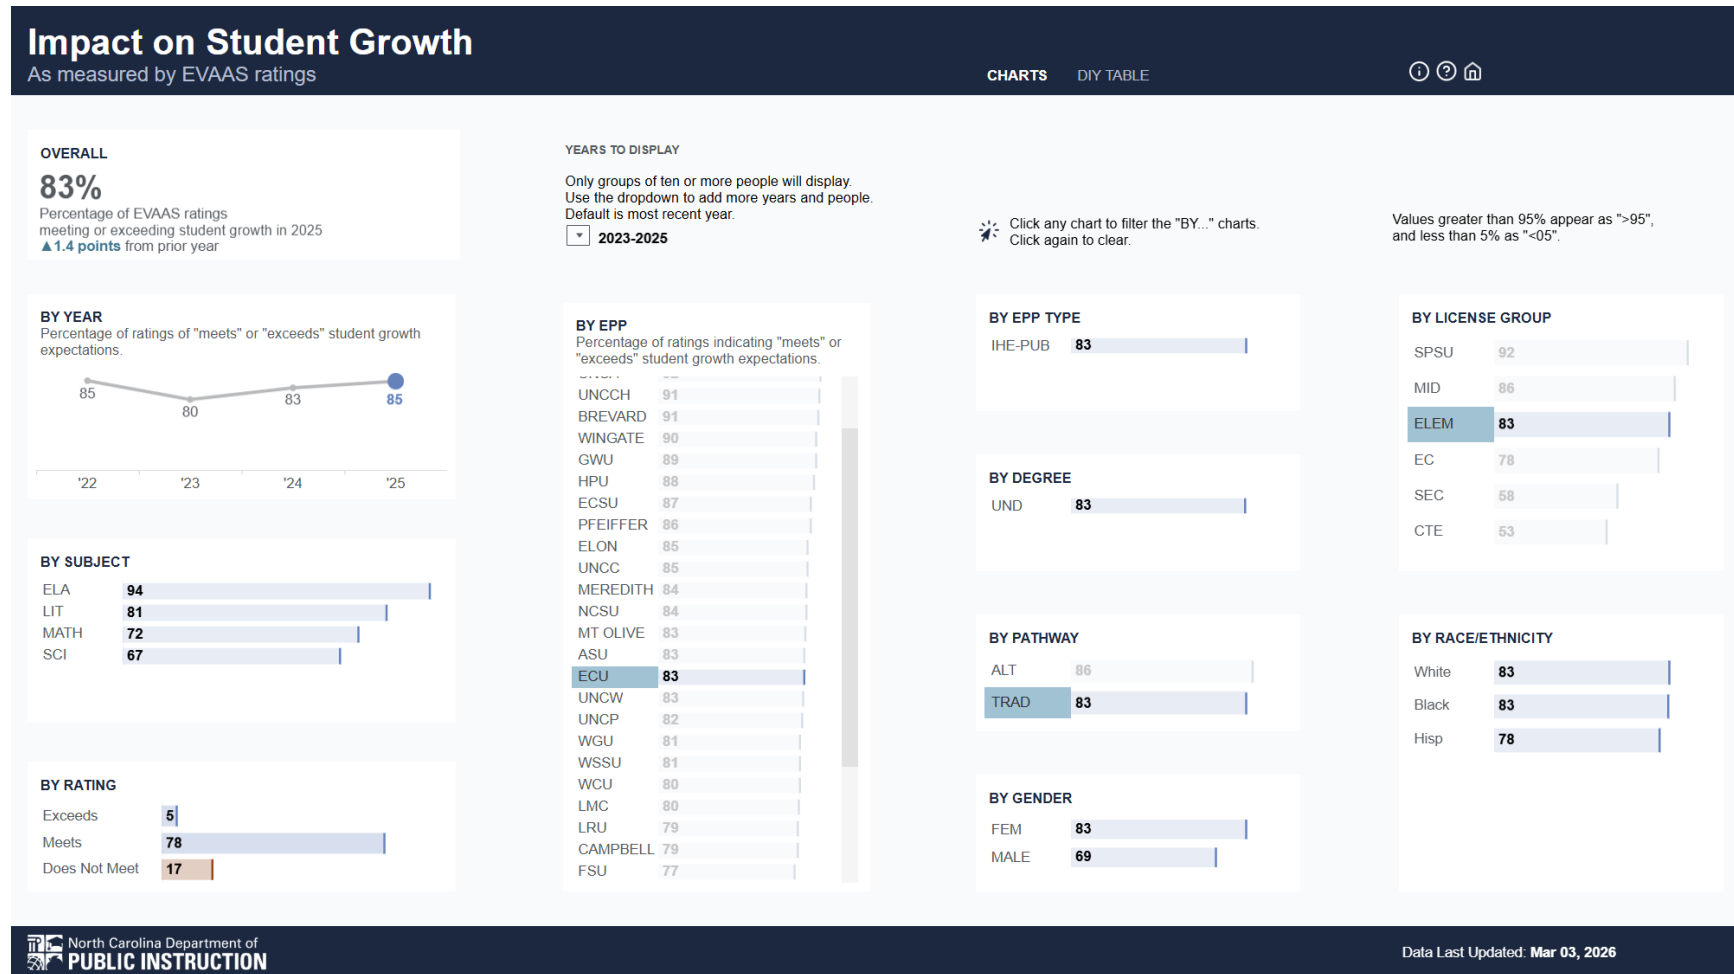 Impact on Student Growth
As measured by EVAAS ratings
CHARTS
DIY TABLE
OVERALL
83%
Percentage of EVAAS ratings
meeting or exceeding student growth in 2025
▲1.4 points from prior year
YEARS TO DISPLAY
Only groups of ten or more people will display.
Use the dropdown to add more years and people.
Default is most recent year.
2023-2025
Click any chart to filter the "BY..." charts.
Click again to clear.
Values greater than 95% appear as ">95",
and less than 5% as "<05".
BY YEAR
Percentage of ratings of "meets" or "exceeds" student growth
expectations.
85
80
83
85
'22 '23 '24 '25
BY SUBJECT
ELA 94
LIT 81
MATH 72
SCI 67
BY RATING
Exceeds 5
Meets 78
Does Not Meet 17
BY EPP
Percentage of ratings indicating "meets" or
"exceeds" student growth expectations.
UNCCH 91
BREVARD 91
WINGATE 90
GWU 89
HPU 88
ECSU 87
PFEIFFER 86
ELON 85
UNCC 85
MEREDITH 84
NCSU 84
MT OLIVE 83
ASU 83
ECU 83
UNCW 83
UNCP 82
WGU 81
WSSU 81
WCU 80
LMC 80
LRU 79
CAMPBELL 79
FSU 77
BY EPP TYPE
IHE-PUB 83
BY DEGREE
UND 83
BY PATHWAY
ALT 86
TRAD 83
BY GENDER
FEM 83
MALE 69
BY LICENSE GROUP
SPSU 92
MID 86
ELEM 83
EC 78
SEC 58
CTE 53
BY RACE/ETHNICITY
White 83
Black 83
Hisp 78
North Carolina Department of
PUBLIC INSTRUCTION
Data Last Updated: Mar 03, 2026